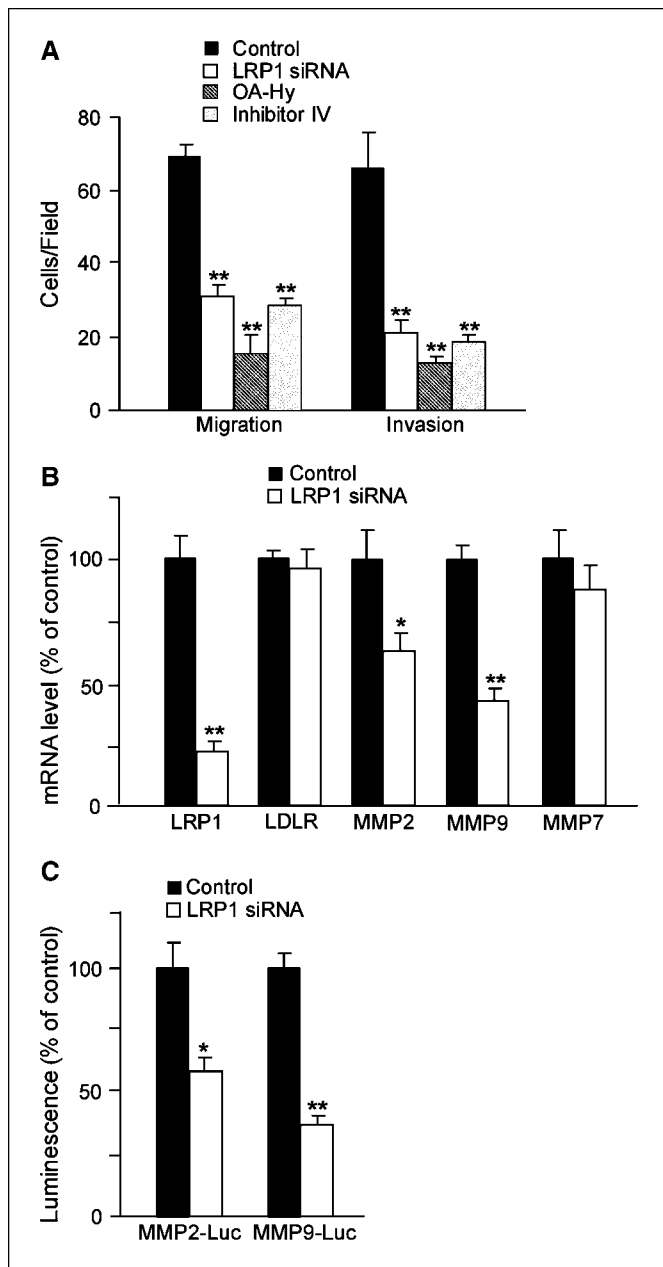 A
Control
LRP1 siRNA
OA-Hy
Inhibitor IV
80
60
40
20
0
Cells/Field
** ** **
** ** **
Migration Invasion
B
Control
LRP1 siRNA
100
50
0
mRNA level (% of control)
** * **
LRP1 LDLR MMP2 MMP9 MMP7
C
Control
LRP1 siRNA
100
50
0
Luminescence (% of control)
* **
MMP2-Luc MMP9-Luc